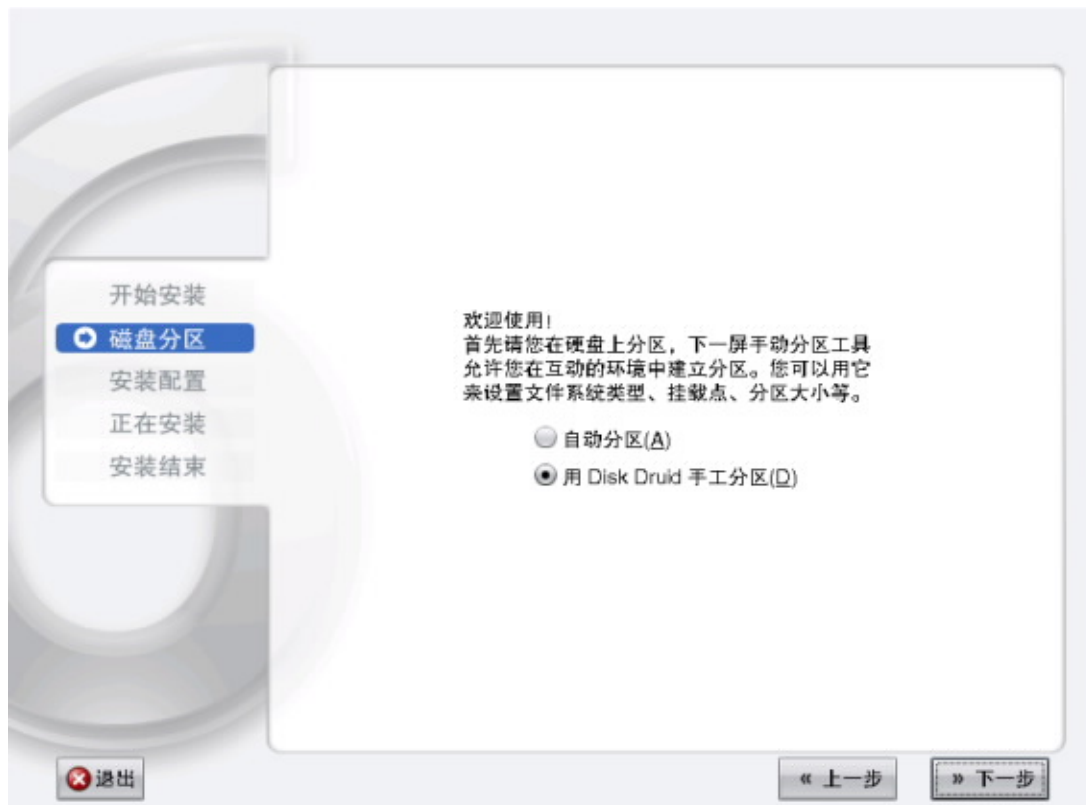 开始安装
磁盘分区
安装配置
正在安装
安装结束
欢迎使用!
首先请您在硬盘上分区，下一屏手动分区工具
允许您在互动的环境中建立分区。您可以用它
来设置文件系统类型、挂载点、分区大小等。
自动分区(A)
用 Disk Druid 手工分区(D)
退出
« 上一步
» 下一步